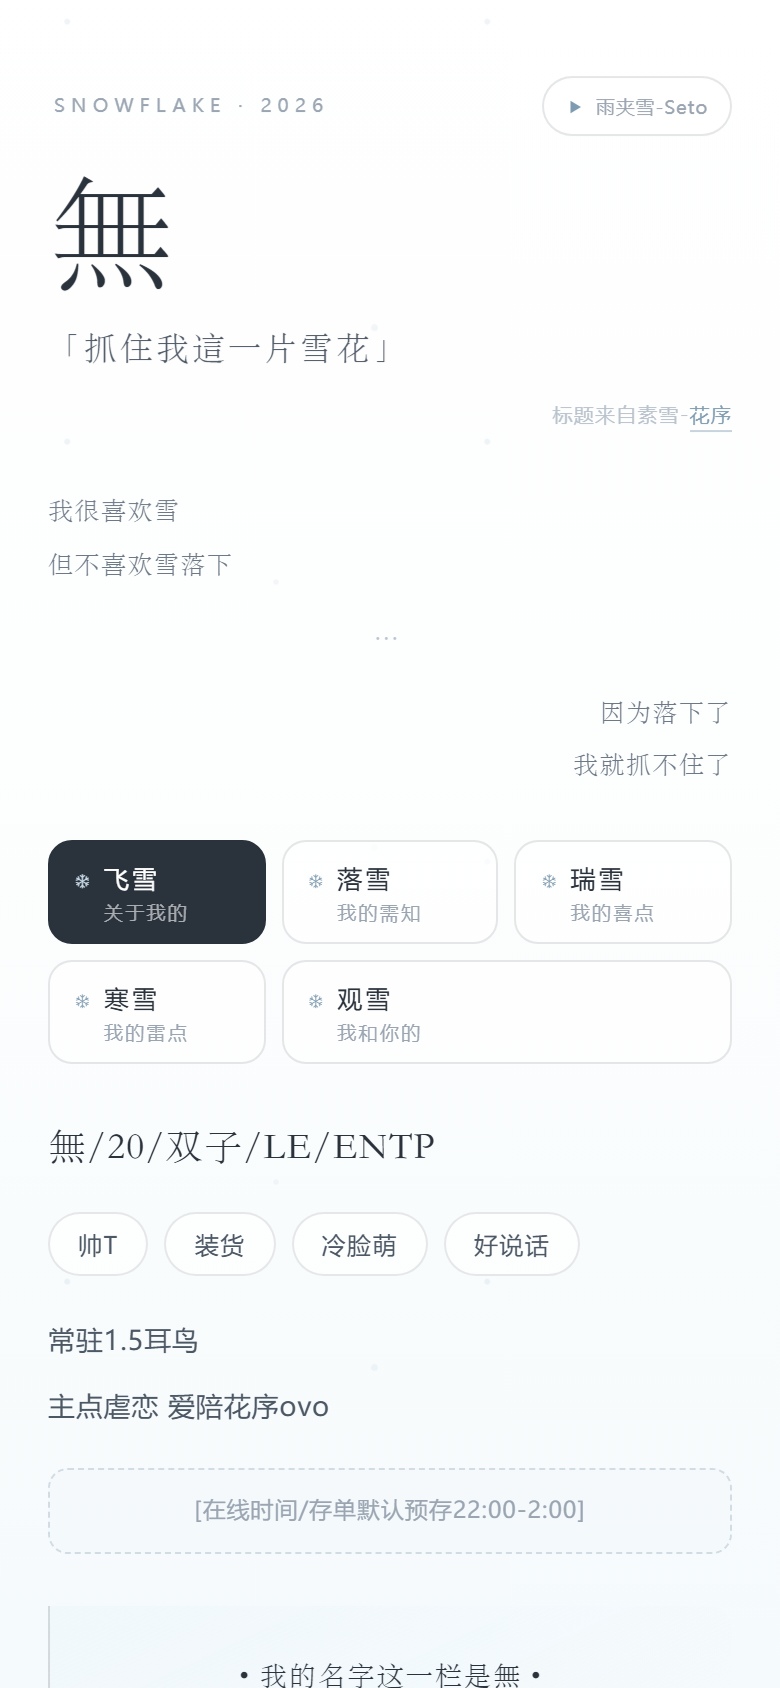 SNOWFLAKE · 2026
雨夹雪-Seto
無
「抓住我這一片雪花」
标题来自素雪-花序
我很喜欢雪
但不喜欢雪落下
...
因为落下了
我就抓不住了
飞雪
关于我的
落雪
我的需知
瑞雪
我的喜点
寒雪
我的雷点
观雪
我和你的
無/20/双子/LE/ENTP
帅T
装货
冷脸萌
好说话
常驻1.5耳鸟
主点虐恋 爱陪花序ovo
[在线时间/存单默认预存22:00-2:00]
• 我的名字这一栏是無 •